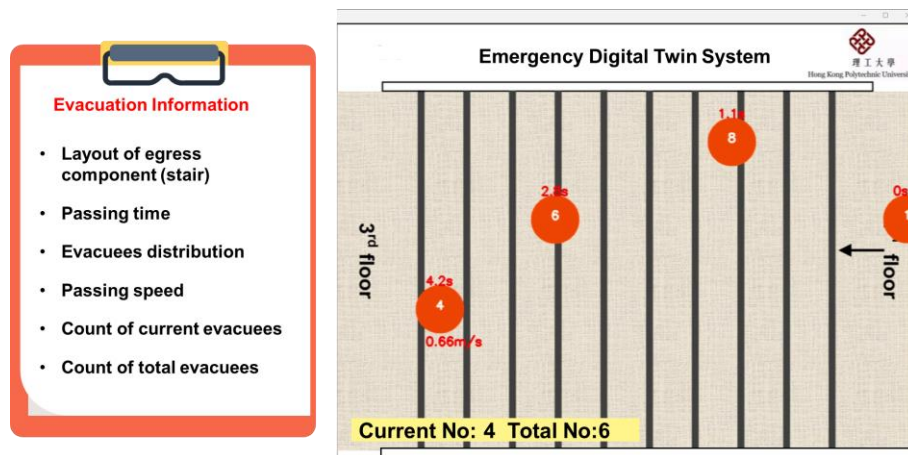 Evacuation Information
• Layout of egress
component (stair)
• Passing time
• Evacuees distribution
• Passing speed
• Count of current evacuees
• Count of total evacuees
Emergency Digital Twin System
理工大學
Hong Kong Polytechnic
1.1s
8
2.8s
6
0s
1
3rd floor
floor
4.2s
4
0.66m/s
Current No: 4 Total No:6